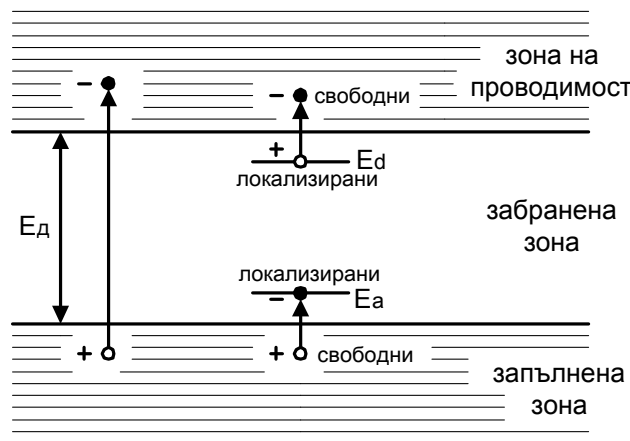 зона на
проводимост
− − свободни
+ Ed
локализирани
Eд
забранена
зона
локализирани
− Ea
+ + свободни
запълнена
зона